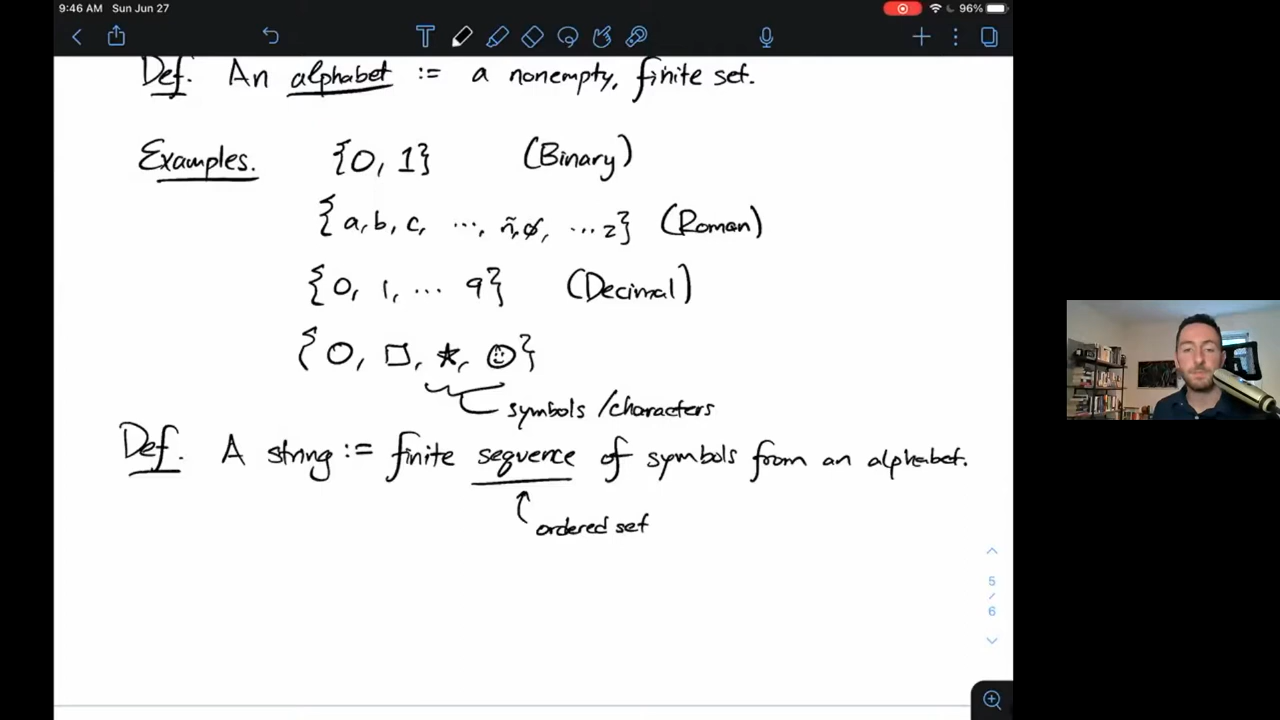 9:46 AM Sun Jun 27
96%
Def. An alphabet := a nonempty, finite set.
Examples. {0, 1} (Binary)
{a, b, c, ..., ñ, ø, ... z} (Roman)
{0, 1, ... 9} (Decimal)
{○, □, ☆, ☺}
symbols / characters
Def. A string := finite sequence of symbols from an alphabet.
ordered set
5
/
6